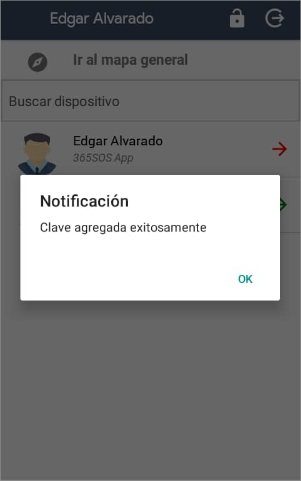 Edgar Alvarado
Ir al mapa general
Buscar dispositivo
Edgar Alvarado
365SOS App
Notificación
Clave agregada exitosamente
OK